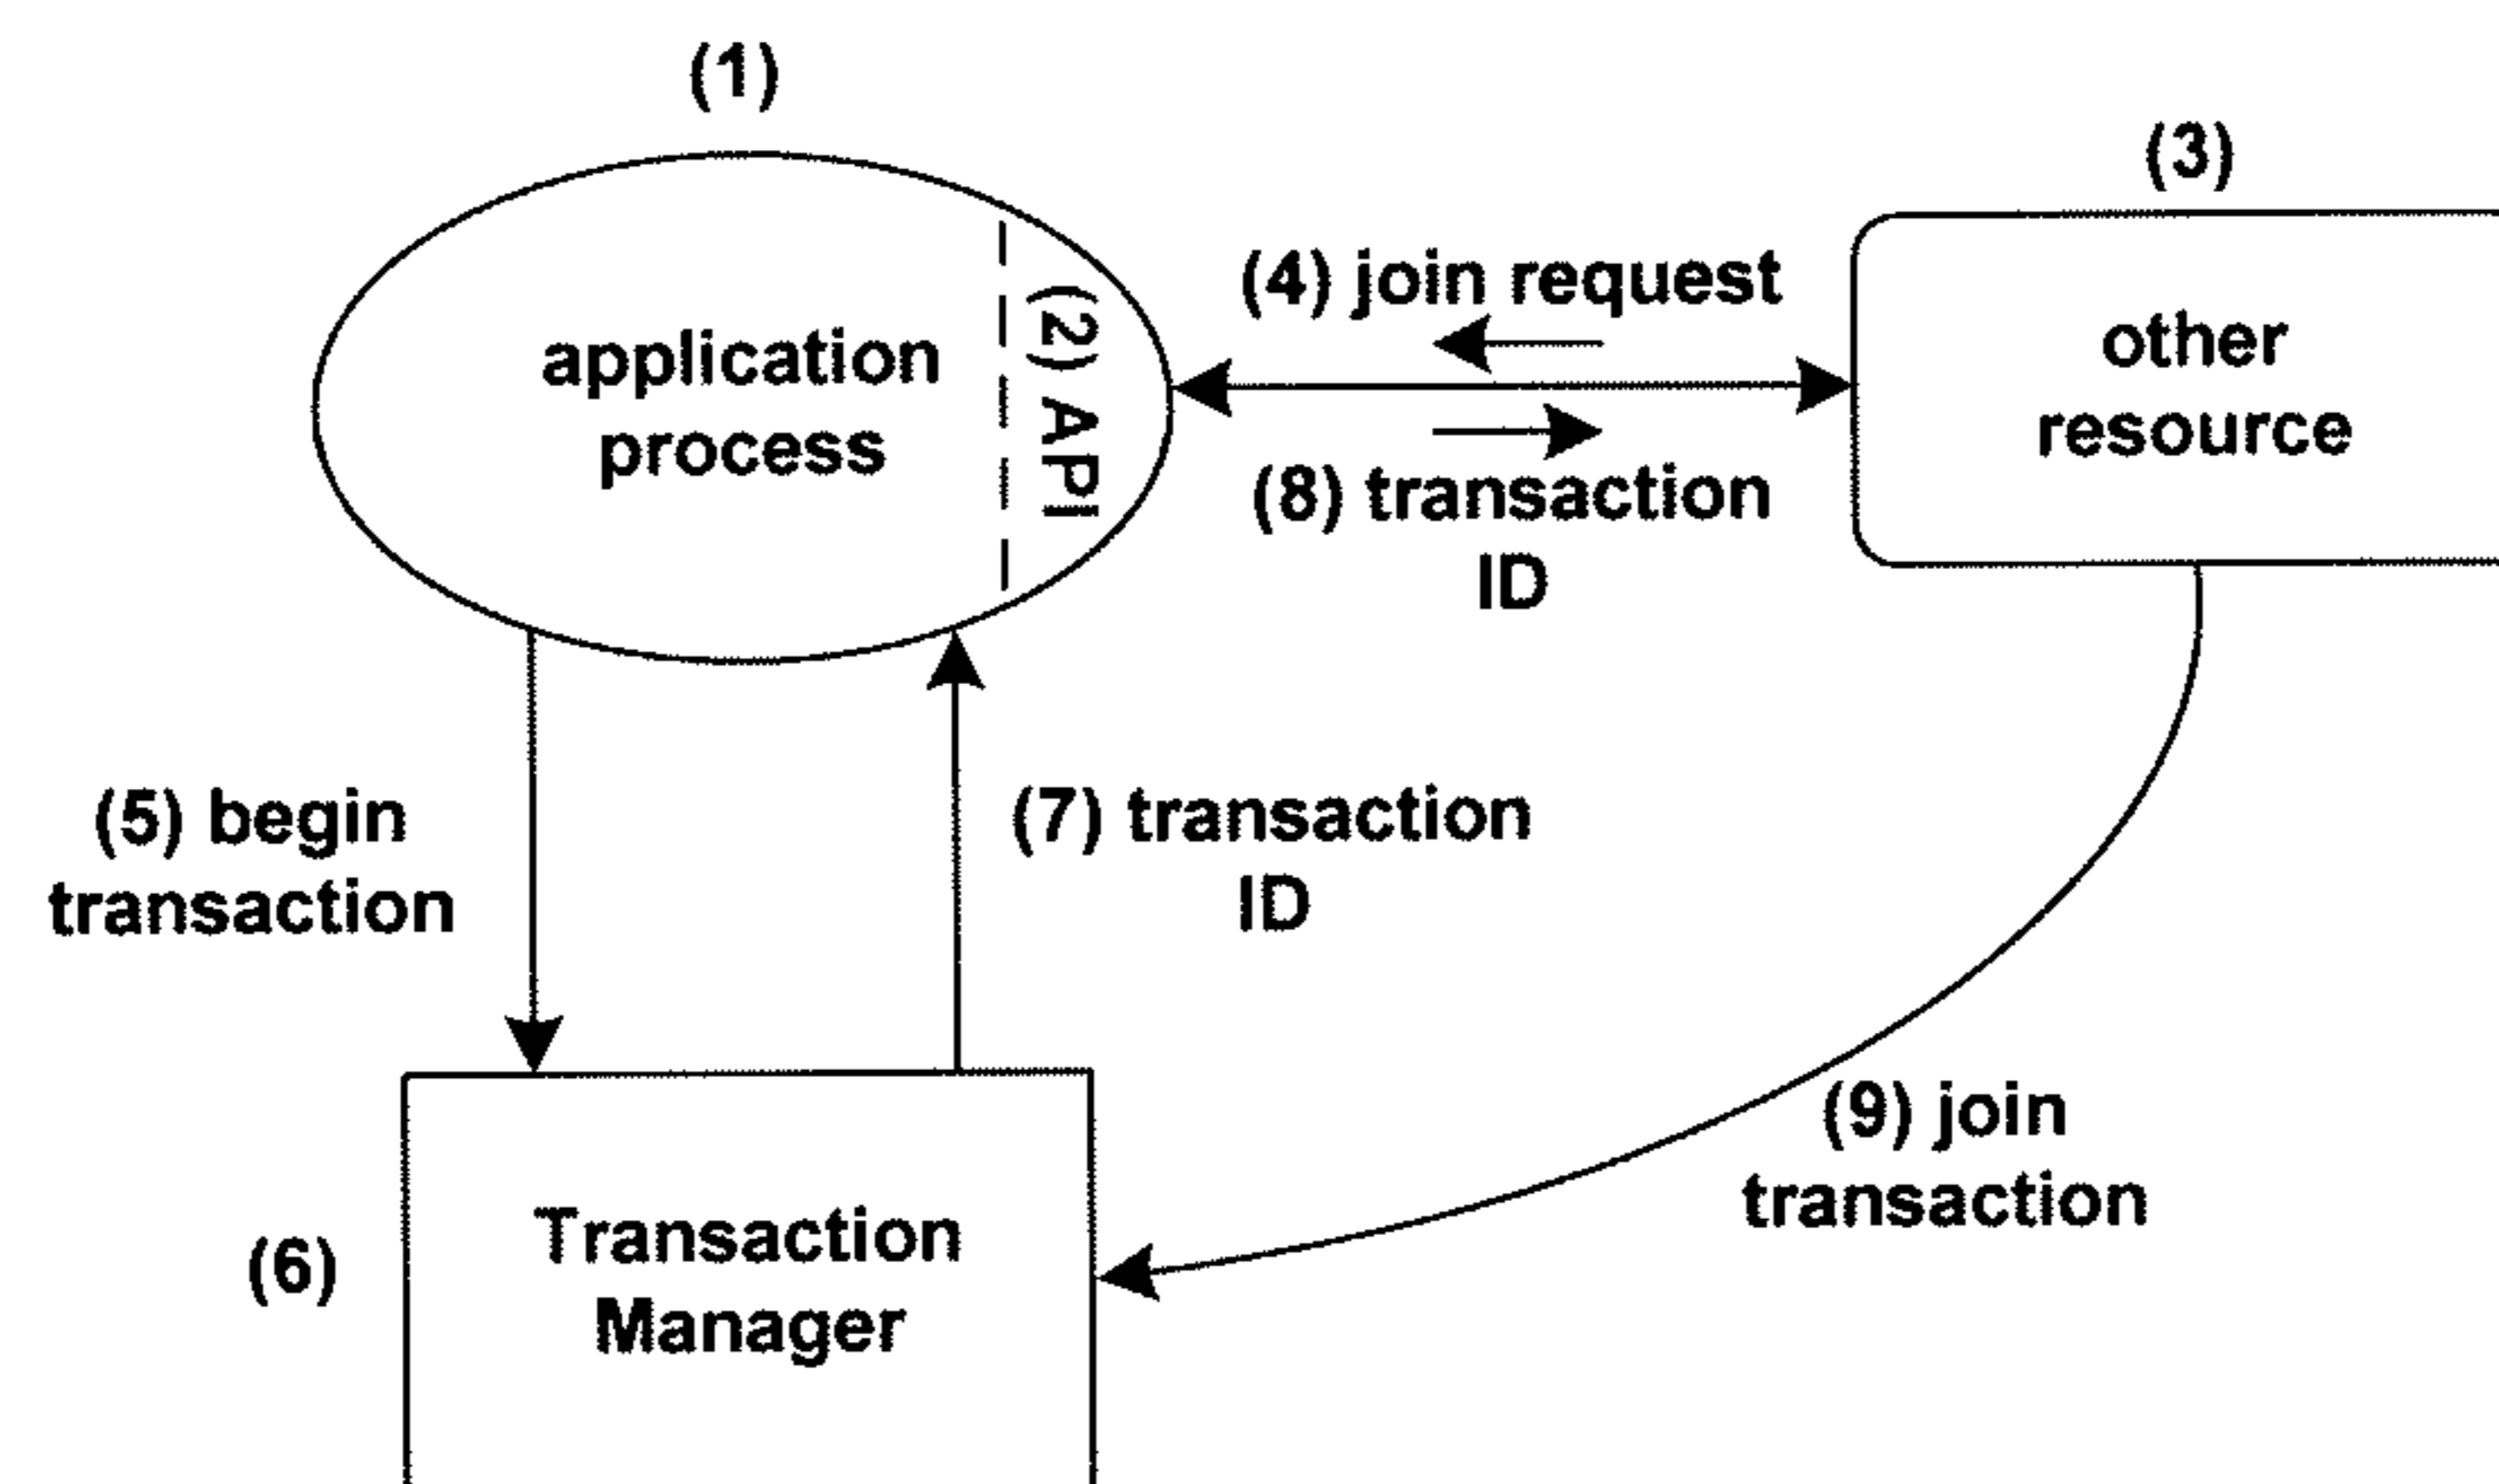 (1)
(3)
application
process
(2) API
(4) join request
(8) transaction
ID
other
resource
(5) begin
transaction
(7) transaction
ID
(9) join
transaction
(6)
Transaction
Manager